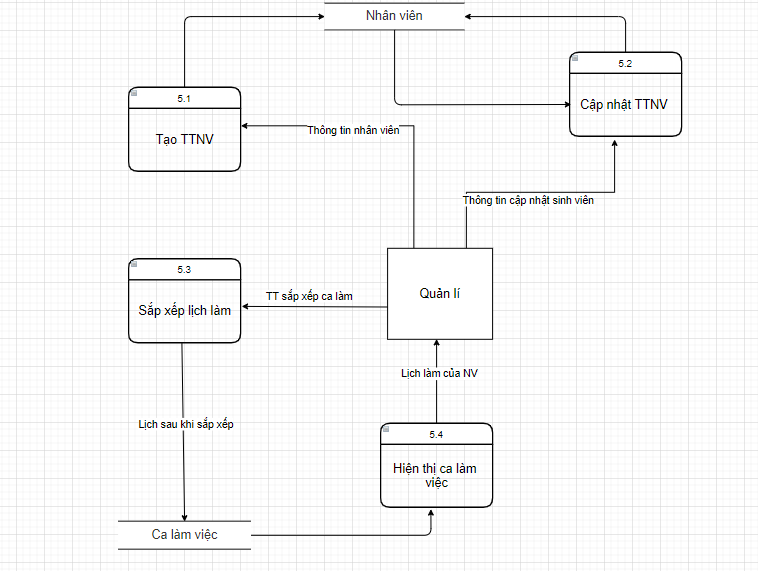 Nhân viên
5.2
Cập nhật TTNV
5.1
Tạo TTNV
Thông tin nhân viên
Thông tin cập nhật sinh viên
5.3
Sắp xếp lịch làm
TT sắp xếp ca làm
Quản lí
Lịch làm của NV
Lịch sau khi sắp xếp
5.4
Hiện thị ca làm
việc
Ca làm việc